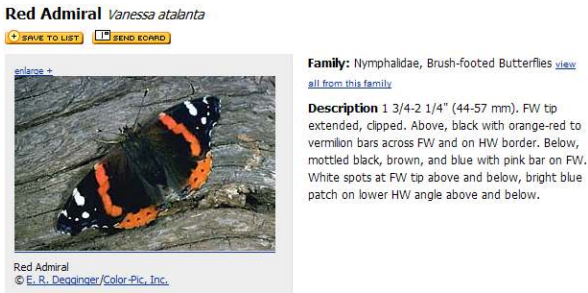 Red Admiral Vanessa atalanta
SAVE TO LIST SEND ECARD
enlarge +
Red Admiral
© E. R. Degginger/Color-Pic, Inc.
Family: Nymphalidae, Brush-footed Butterflies view
all from this family
Description 1 3/4-2 1/4" (44-57 mm). FW tip
extended, clipped. Above, black with orange-red to
vermilion bars across FW and on HW border. Below,
mottled black, brown, and blue with pink bar on FW.
White spots at FW tip above and below, bright blue
patch on lower HW angle above and below.